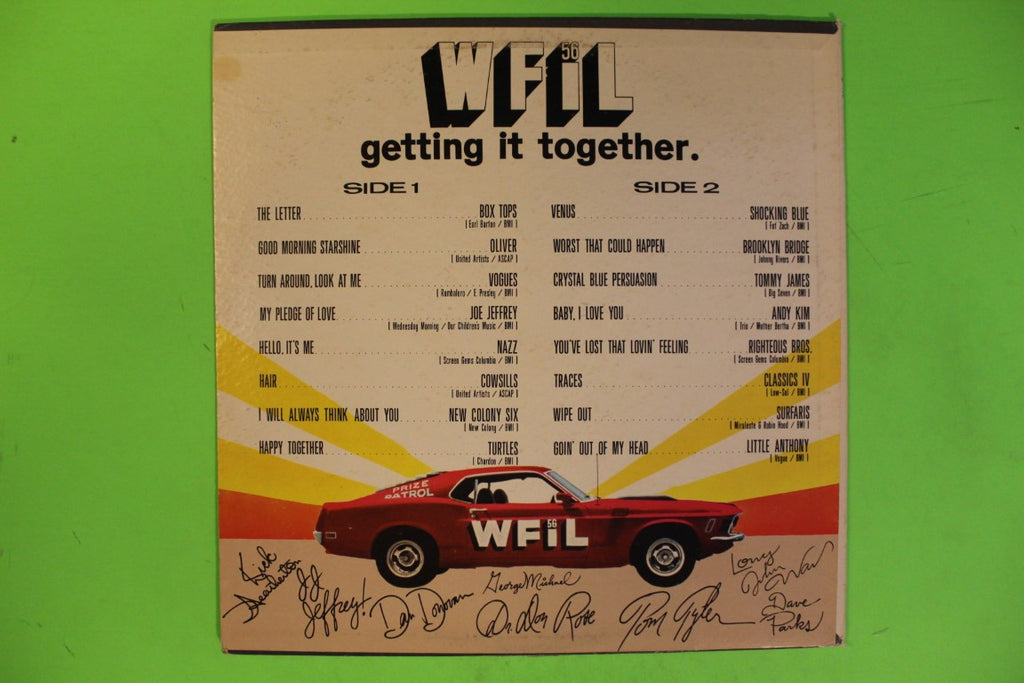 WFiL
56
getting it together.
SIDE 1
THE LETTER BOX TOPS
[ Earl Barton / BMI ]
GOOD MORNING STARSHINE OLIVER
[ United Artists / ASCAP ]
TURN AROUND, LOOK AT ME VOGUES
[ Rumbalero / E. Presley / BMI ]
MY PLEDGE OF LOVE JOE JEFFREY
[ Wednesday Morning / Our Children's Music / BMI ]
HELLO, IT'S ME NAZZ
[ Screen Gems Columbia / BMI ]
HAIR COWSILLS
[ United Artists / ASCAP ]
I WILL ALWAYS THINK ABOUT YOU NEW COLONY SIX
[ New Colony / BMI ]
HAPPY TOGETHER TURTLES
[ Chardon / BMI ]
SIDE 2
VENUS SHOCKING BLUE
[ Fat Zach / BMI ]
WORST THAT COULD HAPPEN BROOKLYN BRIDGE
[ Johnny Rivers / BMI ]
CRYSTAL BLUE PERSUASION TOMMY JAMES
[ Big Seven / BMI ]
BABY, I LOVE YOU ANDY KIM
[ Trio / Mother Bertha / BMI ]
YOU'VE LOST THAT LOVIN' FEELING RIGHTEOUS BROS.
[ Screen Gems Columbia / BMI ]
TRACES CLASSICS IV
[ Low-Sal / BMI ]
WIPE OUT SURFARIS
[ Miraleste & Robin Hood / BMI ]
GOIN' OUT OF MY HEAD LITTLE ANTHONY
[ Vogue / BMI ]
PRIZE
PATROL
WFiL
56
Dick
Heatherton
JJ
Jeffrey!
Dan Donovan
George Michael
Dr Don Rose
Tom Tyler
Long
John Wade
Dave
Parks